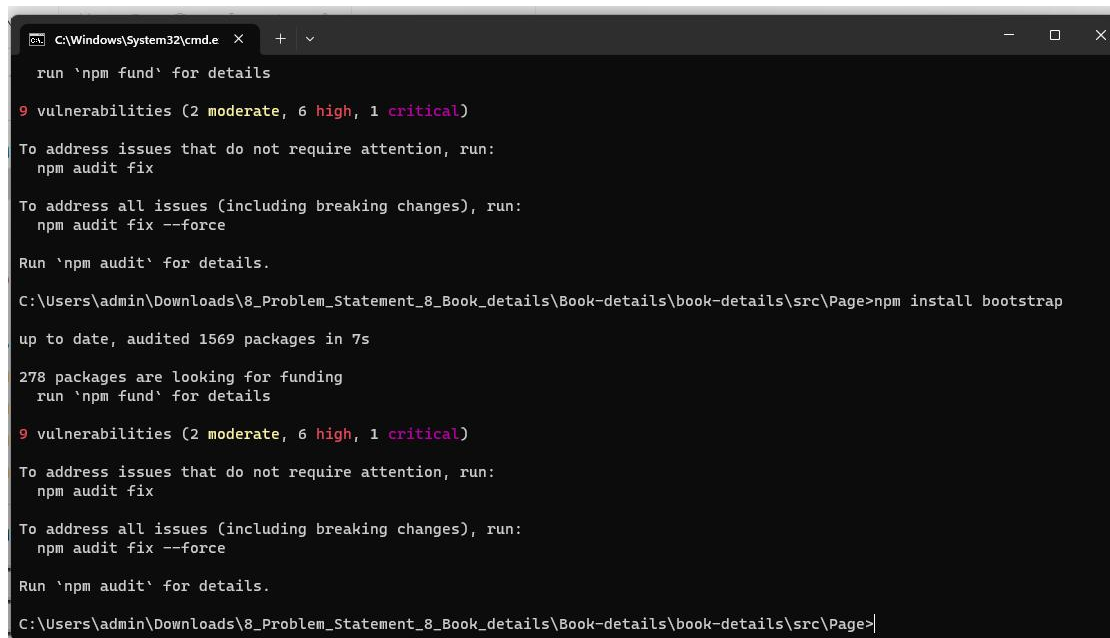 C:\Windows\System32\cmd.e
run `npm fund` for details
9 vulnerabilities (2 moderate, 6 high, 1 critical)
To address issues that do not require attention, run:
npm audit fix
To address all issues (including breaking changes), run:
npm audit fix --force
Run `npm audit` for details.
C:\Users\admin\Downloads\8_Problem_Statement_8_Book_details\Book-details\book-details\src\Page>npm install bootstrap
up to date, audited 1569 packages in 7s
278 packages are looking for funding
run `npm fund` for details
9 vulnerabilities (2 moderate, 6 high, 1 critical)
To address issues that do not require attention, run:
npm audit fix
To address all issues (including breaking changes), run:
npm audit fix --force
Run `npm audit` for details.
C:\Users\admin\Downloads\8_Problem_Statement_8_Book_details\Book-details\book-details\src\Page>